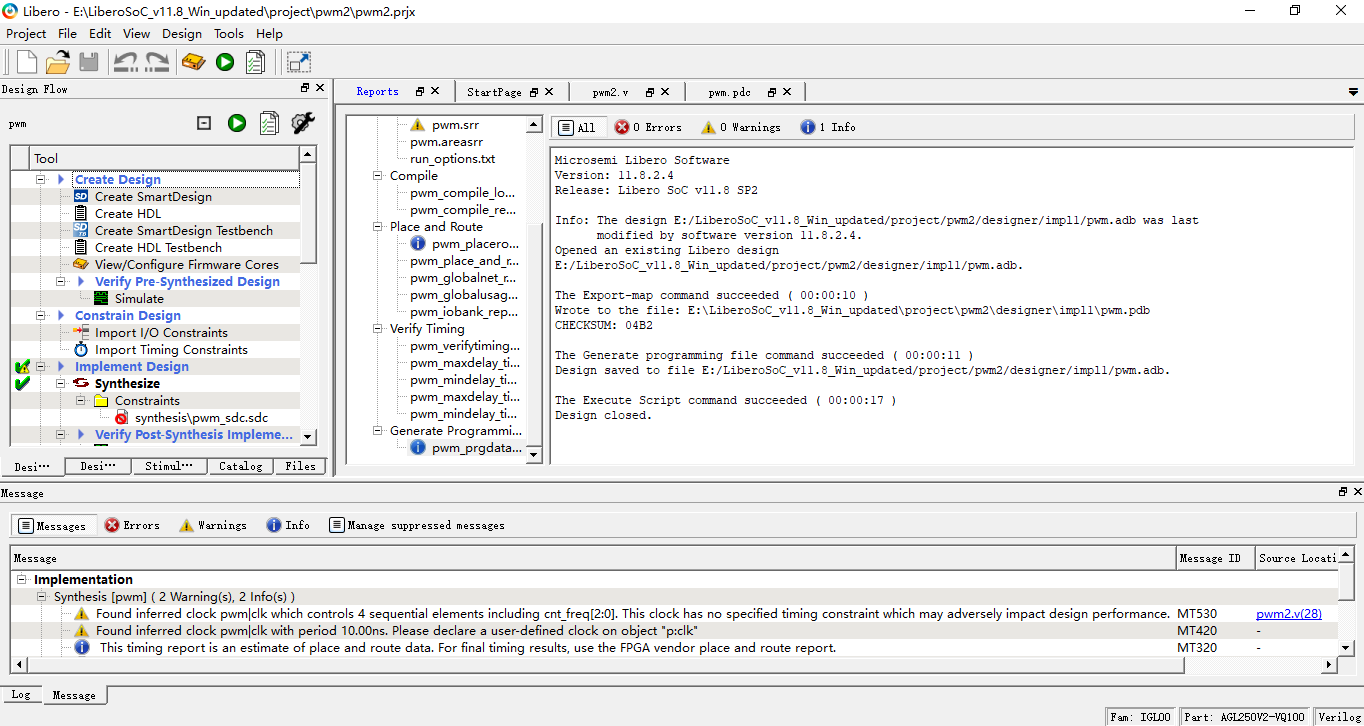 Libero - E:\LiberoSoC_v11.8_Win_updated\project\pwm2\pwm2.prjx
Project File Edit View Design Tools Help
Design Flow
Reports StartPage pwm2.v pwm.pdc
pwm
Tool
Create Design
Create SmartDesign
Create HDL
Create SmartDesign Testbench
Create HDL Testbench
View/Configure Firmware Cores
Verify Pre-Synthesized Design
Simulate
Constrain Design
Import I/O Constraints
Import Timing Constraints
Implement Design
Synthesize
Constraints
synthesis\pwm_sdc.sdc
Verify Post-Synthesis Impleme...
Desi··· Desi··· Stimul··· Catalog Files
pwm.srr
pwm.areasrr
run_options.txt
Compile
pwm_compile_lo...
pwm_compile_re...
Place and Route
pwm_placero...
pwm_place_and_r...
pwm_globalnet_r...
pwm_globalusag...
pwm_iobank_rep...
Verify Timing
pwm_verifytiming...
pwm_maxdelay_ti...
pwm_mindelay_ti...
pwm_maxdelay_ti...
pwm_mindelay_ti...
Generate Programmi...
pwm_prgdata...
All 0 Errors 0 Warnings 1 Info
Microsemi Libero Software
Version: 11.8.2.4
Release: Libero SoC v11.8 SP2
Info: The design E:/LiberoSoC_v11.8_Win_updated/project/pwm2/designer/impl1/pwm.adb was last
modified by software version 11.8.2.4.
Opened an existing Libero design
E:/LiberoSoC_v11.8_Win_updated/project/pwm2/designer/impl1/pwm.adb.
The Export-map command succeeded ( 00:00:10 )
Wrote to the file: E:\LiberoSoC_v11.8_Win_updated\project\pwm2\designer\impl1\pwm.pdb
CHECKSUM: 04B2
The Generate programming file command succeeded ( 00:00:11 )
Design saved to file E:/LiberoSoC_v11.8_Win_updated/project/pwm2/designer/impl1/pwm.adb.
The Execute Script command succeeded ( 00:00:17 )
Design closed.
Message
Messages Errors Warnings Info Manage suppressed messages
Message Message ID Source Locati
Implementation
Synthesis [pwm] ( 2 Warning(s), 2 Info(s) )
Found inferred clock pwm|clk which controls 4 sequential elements including cnt_freq[2:0]. This clock has no specified timing constraint which may adversely impact design performance. MT530 pwm2.v(28)
Found inferred clock pwm|clk with period 10.00ns. Please declare a user-defined clock on object "p:clk" MT420 -
This timing report is an estimate of place and route data. For final timing results, use the FPGA vendor place and route report. MT320 -
Log Message
Fam: IGLOO Part: AGL250V2-VQ100 Verilog